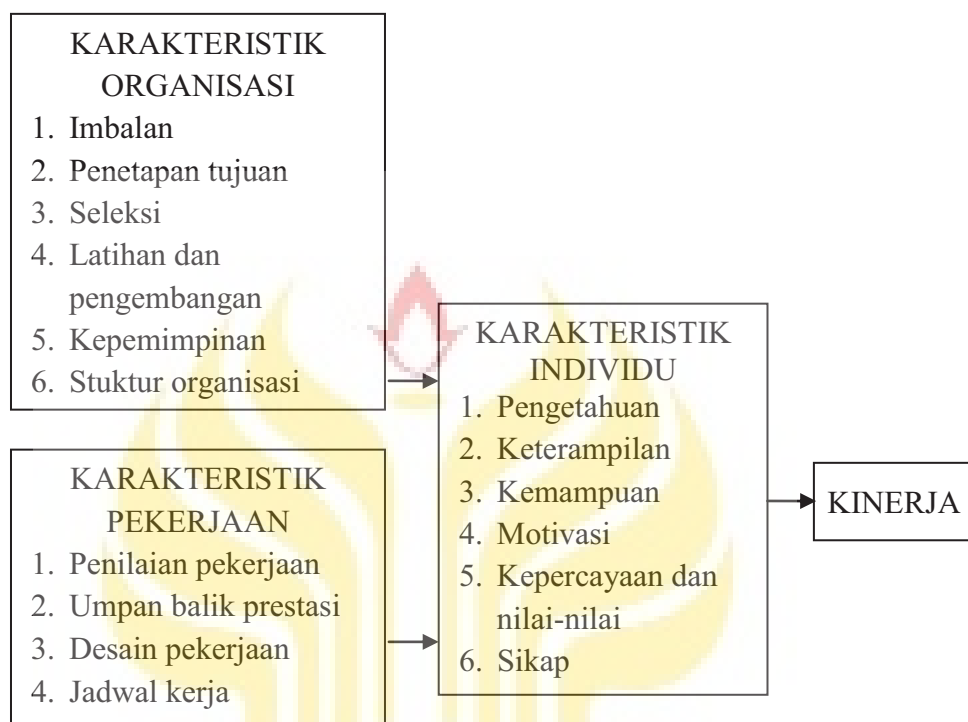 KARAKTERISTIK
ORGANISASI
1. Imbalan
2. Penetapan tujuan
3. Seleksi
4. Latihan dan
pengembangan
5. Kepemimpinan
6. Stuktur organisasi
KARAKTERISTIK
PEKERJAAN
1. Penilaian pekerjaan
2. Umpan balik prestasi
3. Desain pekerjaan
4. Jadwal kerja
KARAKTERISTIK
INDIVIDU
1. Pengetahuan
2. Keterampilan
3. Kemampuan
4. Motivasi
5. Kepercayaan dan
nilai-nilai
6. Sikap
KINERJA